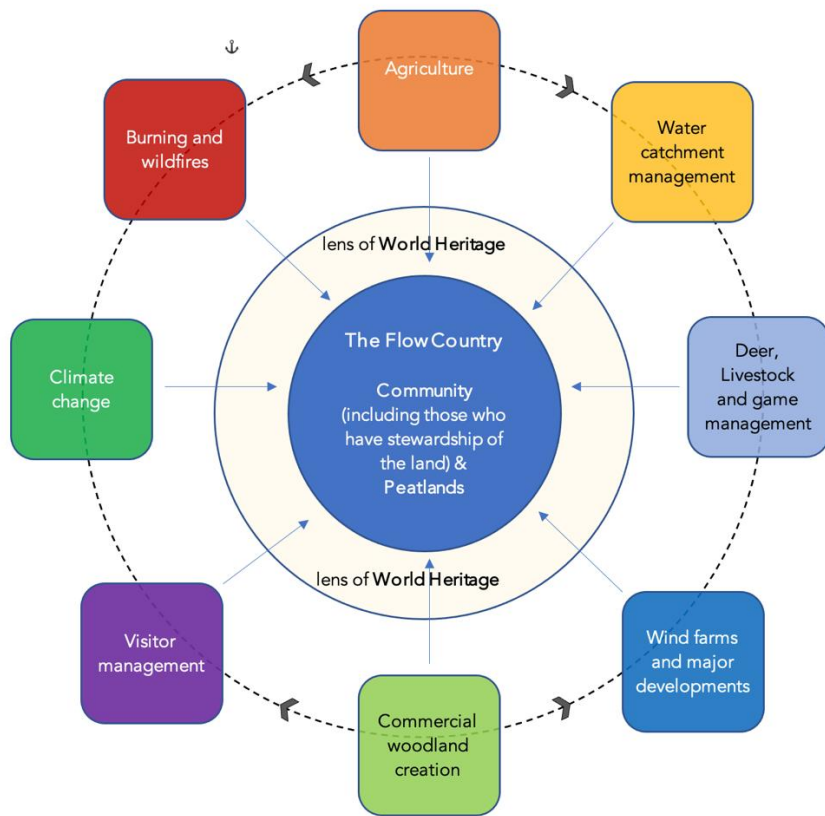 Agriculture
Burning and
wildfires
Water
catchment
management
lens of World Heritage
The Flow Country
Community
(including those who
have stewardship of
the land) &
Peatlands
Climate
change
Deer,
Livestock
and game
management
lens of World Heritage
Visitor
management
Wind farms
and major
developments
Commercial
woodland
creation